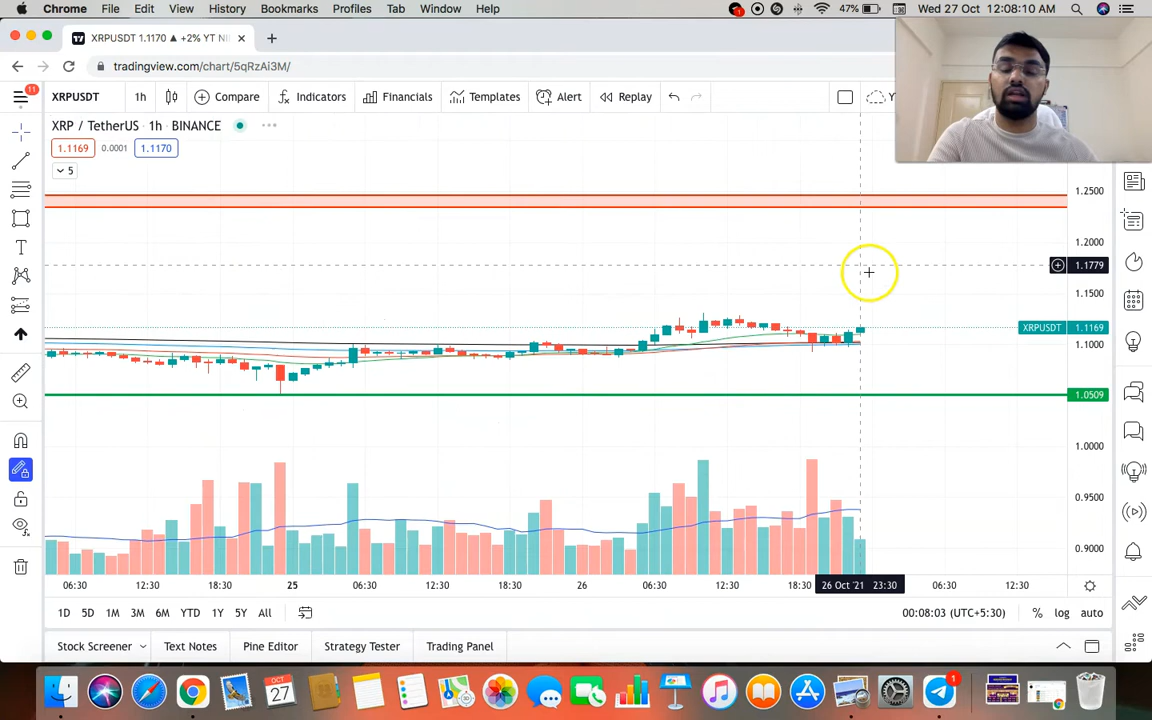 Chrome File Edit View History Bookmarks Profiles Tab Window Help 1 47% Wed 27 Oct 12:08:10 AM
XRPUSDT 1.1170 ▲ +2% YT
tradingview.com/chart/5qRzAi3M/
11 XRPUSDT 1h Compare Indicators Financials Templates Alert Replay Y
XRP / TetherUS · 1h · BINANCE
1.1169 0.0001 1.1170
5
1.2500
1.2000
1.1779
1.1500
XRPUSDT 1.1169
1.1000
1.0509
1.0000
0.9500
0.9000
06:30 12:30 18:30 25 06:30 12:30 18:30 26 06:30 12:30 18:30 26 Oct '21 23:30 06:30 12:30
1D 5D 1M 3M 6M YTD 1Y 5Y All 00:08:03 (UTC+5:30) % log auto
Stock Screener Text Notes Pine Editor Strategy Tester Trading Panel
OCT
27
1